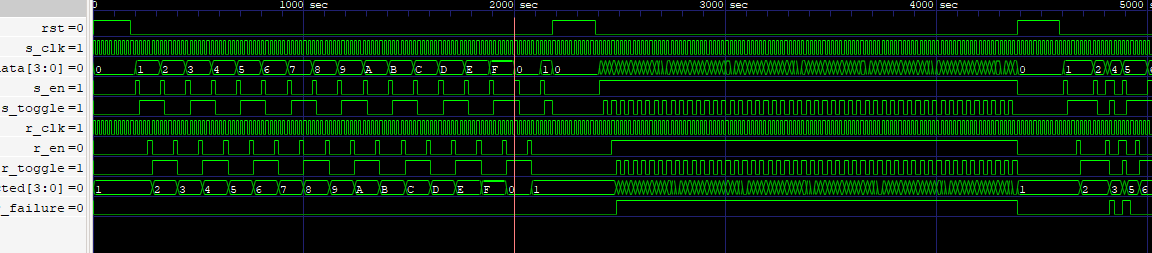 0 1000 sec 2000 sec 3000 sec 4000 sec 5000 s
rst=0
s_clk=1
ata[3:0]=0 0 1 2 3 4 5 6 7 8 9 A B C D E F 0 1 0 0 1 2 4 5 6
s_en=1
s_toggle=1
r_clk=1
r_en=0
r_toggle=1
ted[3:0]=0 1 2 3 4 5 6 7 8 9 A B C D E F 0 1 1 2 3 5 6
_failure=0